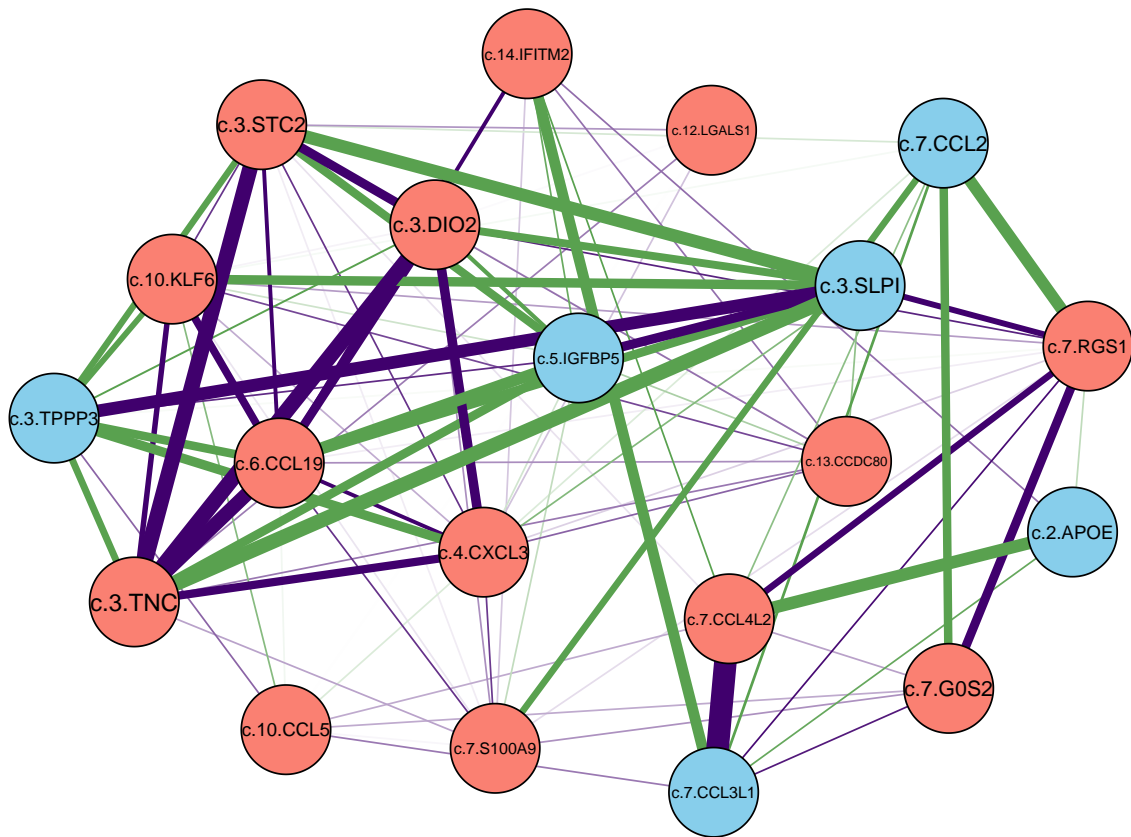 c.14.IFITM2
c.3.STC2
c.12.LGALS1
c.7.CCL2
c.3.DIO2
c.10.KLF6
c.3.SLPI
c.7.RGS1
c.5.IGFBP5
c.3.TPPP3
c.6.CCL19
c.13.CCDC80
c.2.APOE
c.4.CXCL3
c.3.TNC
c.7.CCL4L2
c.7.G0S2
c.10.CCL5
c.7.S100A9
c.7.CCL3L1